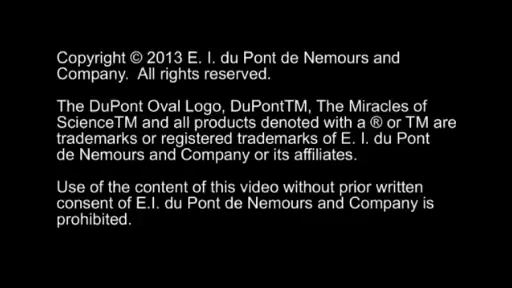 Copyright © 2013 E. I. du Pont de Nemours and
Company.  All rights reserved.
The DuPont Oval Logo, DuPontTM, The Miracles of
ScienceTM and all products denoted with a ® or TM are
trademarks or registered trademarks of E. I. du Pont
de Nemours and Company or its affiliates.
Use of the content of this video without prior written
consent of E.I. du Pont de Nemours and Company is
prohibited.